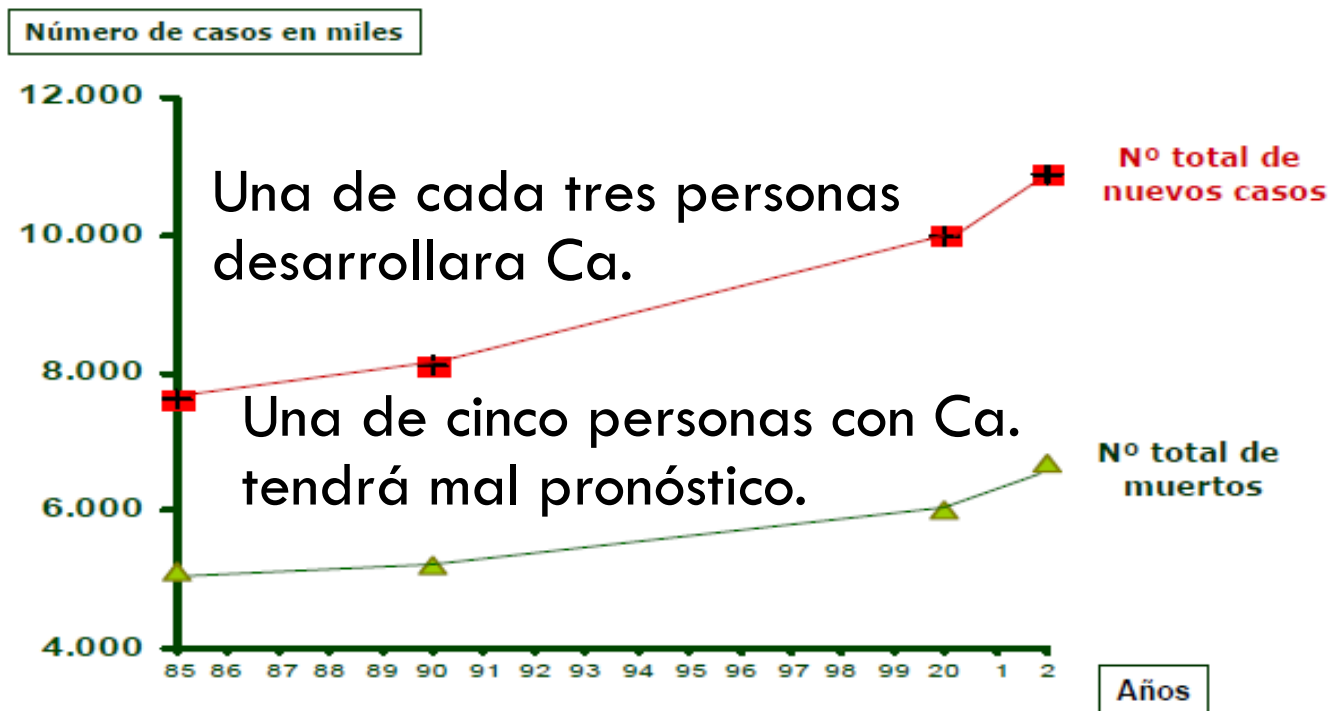 Número de casos en miles
12.000
Nº total de
nuevos casos
Una de cada tres personas
desarrollara Ca.
10.000
8.000
Una de cinco personas con Ca.
tendrá mal pronóstico.
Nº total de
muertos
6.000
4.000
85 86 87 88 89 90 91 92 93 94 95 96 97 98 99 20 1 2
Años